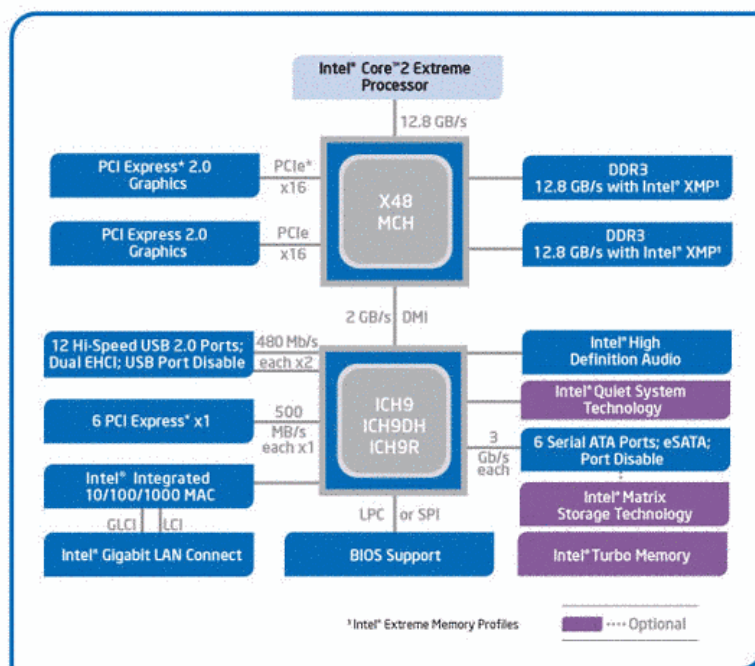 Intel® Core™2 Extreme
Processor
12.8 GB/s
PCI Express* 2.0
Graphics
PCIe*
x16
X48
MCH
DDR3
12.8 GB/s with Intel® XMP¹
PCI Express 2.0
Graphics
PCIe
x16
DDR3
12.8 GB/s with Intel® XMP¹
2 GB/s DMI
12 Hi-Speed USB 2.0 Ports;
Dual EHCI; USB Port Disable
480 Mb/s
each x2
Intel® High
Definition Audio
Intel® Quiet System
Technology
6 PCI Express* x1
500
MB/s
each x1
ICH9
ICH9DH
ICH9R
3
Gb/s
each
6 Serial ATA Ports; eSATA;
Port Disable
Intel® Integrated
10/100/1000 MAC
Intel® Matrix
Storage Technology
GLCI LCI
LPC or SPI
Intel® Gigabit LAN Connect
BIOS Support
Intel® Turbo Memory
¹ Intel® Extreme Memory Profiles
Optional